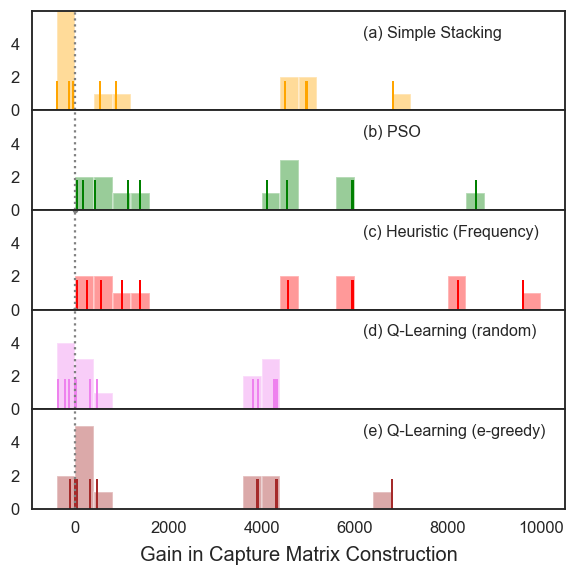 (a) Simple Stacking
4
2
0
(b) PSO
4
2
0
(c) Heuristic (Frequency)
4
2
0
(d) Q-Learning (random)
4
2
0
(e) Q-Learning (e-greedy)
4
2
0
0 2000 4000 6000 8000 10000
Gain in Capture Matrix Construction